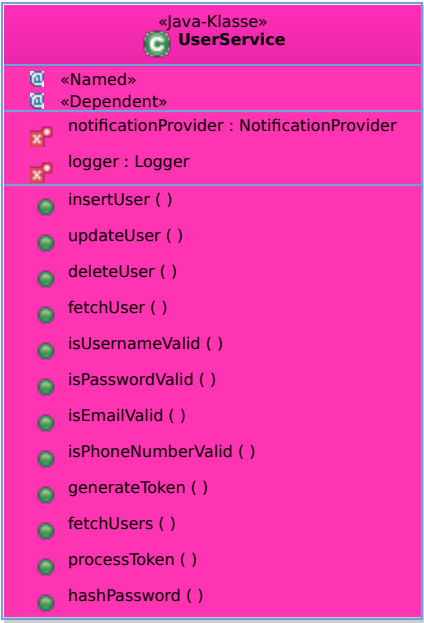 «Java-Klasse»
UserService
«Named»
«Dependent»
notificationProvider : NotificationProvider
logger : Logger
insertUser ( )
updateUser ( )
deleteUser ( )
fetchUser ( )
isUsernameValid ( )
isPasswordValid ( )
isEmailValid ( )
isPhoneNumberValid ( )
generateToken ( )
fetchUsers ( )
processToken ( )
hashPassword ( )